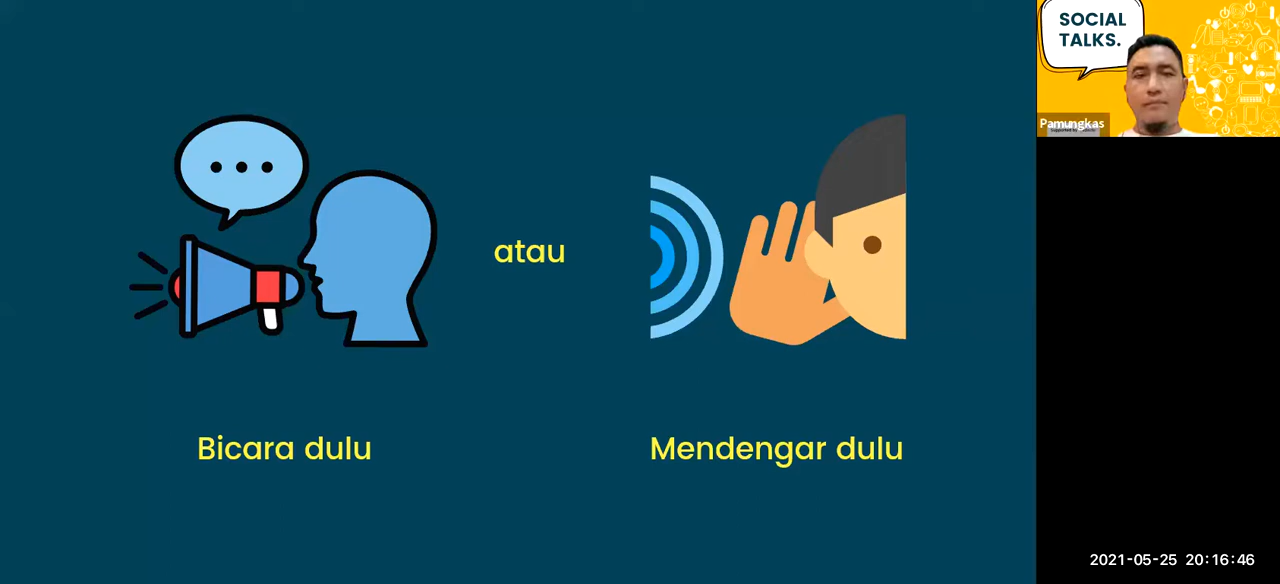 atau
Bicara dulu
Mendengar dulu
SOCIAL
TALKS.
Pamungkas
2021-05-25 20:16:46